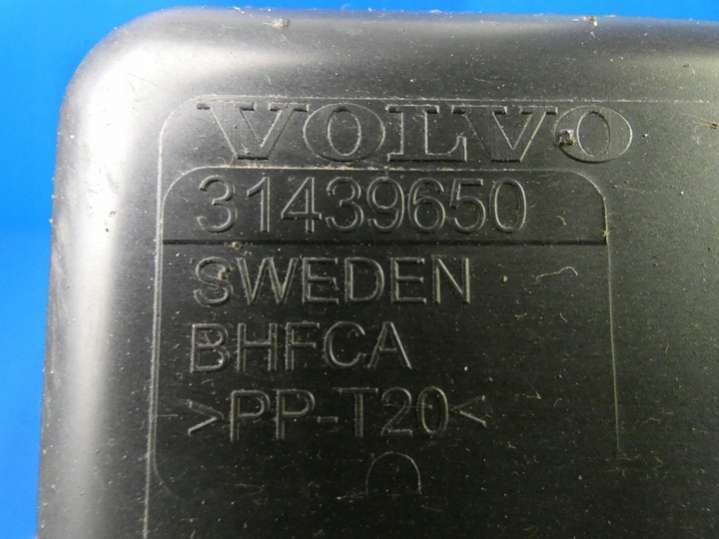 VOLVO
31439650
SWEDEN
BHFCA
>PP-T20<